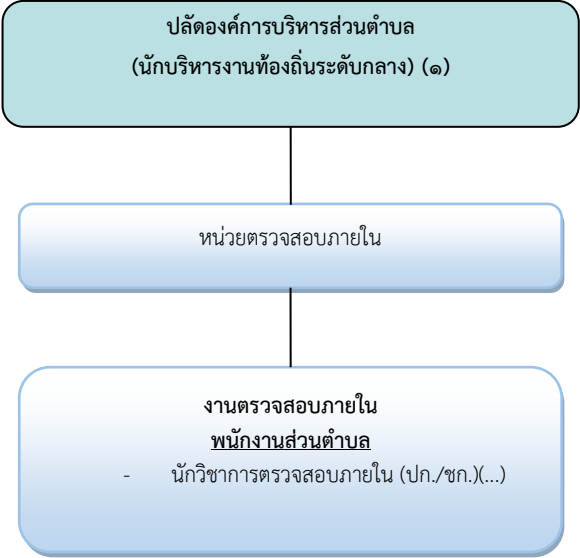 ปลัดองค์การบริหารส่วนตำบล
(นักบริหารงานท้องถิ่นระดับกลาง) (๑)
หน่วยตรวจสอบภายใน
งานตรวจสอบภายใน
พนักงานส่วนตำบล
- นักวิชาการตรวจสอบภายใน (ปก./ชก.)(...)